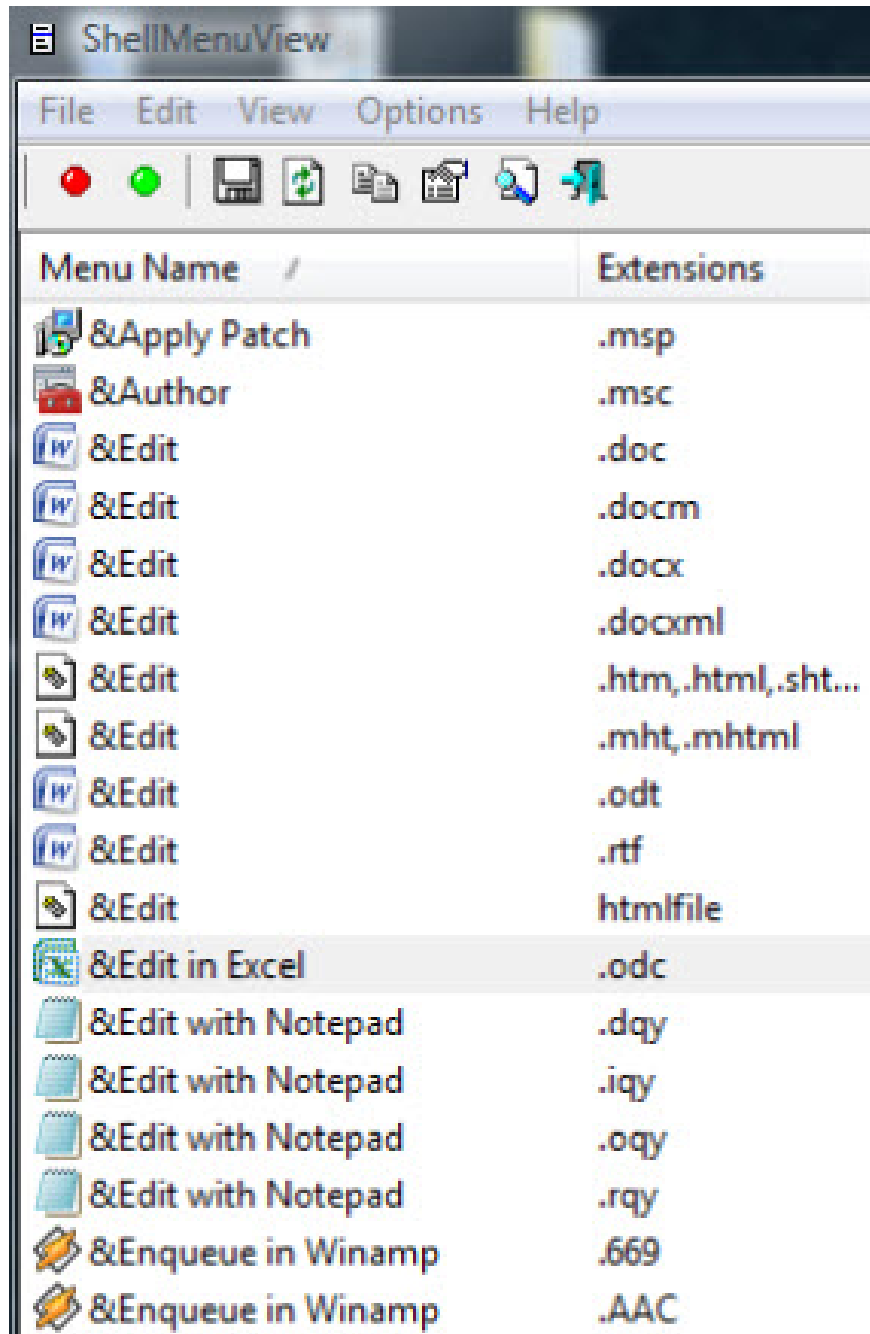 ShellMenuView
File Edit View Options Help
Menu Name / Extensions
&Apply Patch .msp
&Author .msc
&Edit .doc
&Edit .docm
&Edit .docx
&Edit .docxml
&Edit .htm,.html,.sht...
&Edit .mht,.mhtml
&Edit .odt
&Edit .rtf
&Edit htmlfile
&Edit in Excel .odc
&Edit with Notepad .dqy
&Edit with Notepad .iqy
&Edit with Notepad .oqy
&Edit with Notepad .rqy
&Enqueue in Winamp .669
&Enqueue in Winamp .AAC